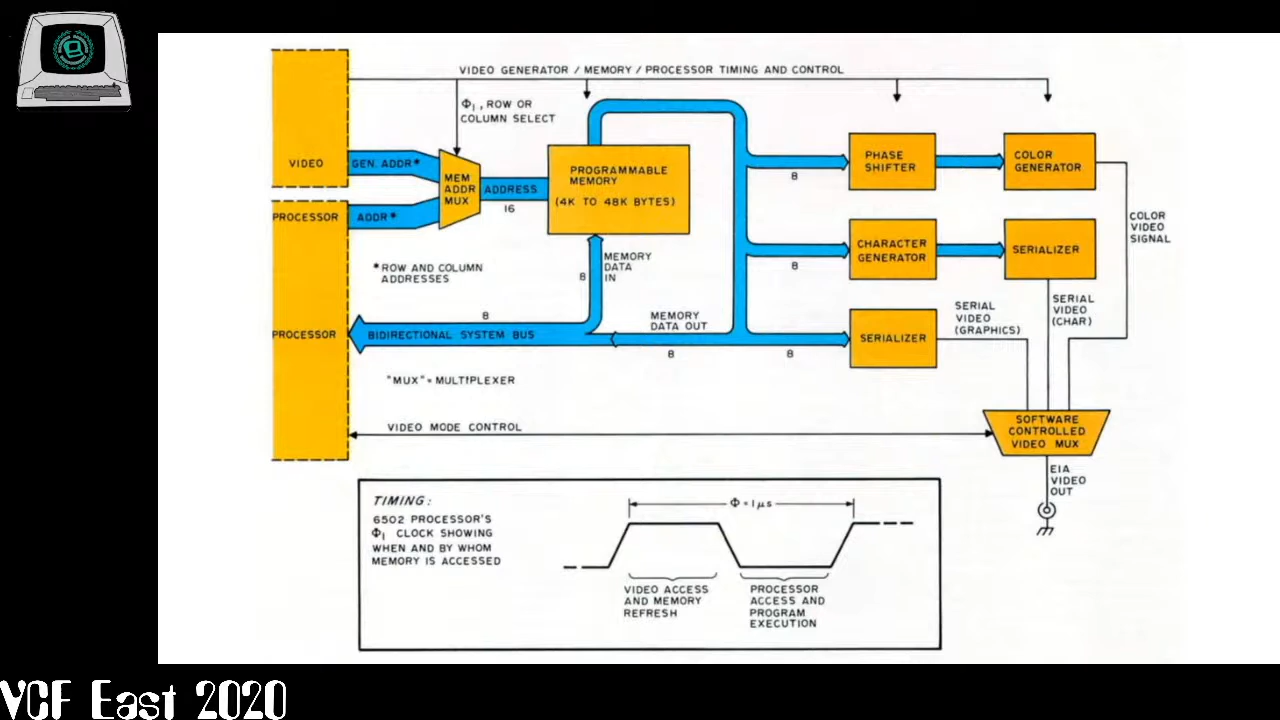 VIDEO GENERATOR / MEMORY / PROCESSOR TIMING AND CONTROL
Φ1, ROW OR
COLUMN SELECT
VIDEO
GEN. ADDR*
MEM
ADDR
MUX
ADDRESS
16
PROGRAMMABLE
MEMORY
(4K TO 48K BYTES)
8
PHASE
SHIFTER
COLOR
GENERATOR
PROCESSOR
ADDR*
COLOR
VIDEO
SIGNAL
*ROW AND COLUMN
ADDRESSES
8
MEMORY
DATA
IN
8
CHARACTER
GENERATOR
SERIALIZER
8
PROCESSOR
BIDIRECTIONAL SYSTEM BUS
MEMORY
DATA OUT
8
8
SERIALIZER
SERIAL
VIDEO
(GRAPHICS)
SERIAL
VIDEO
(CHAR)
"MUX" = MULTIPLEXER
VIDEO MODE CONTROL
SOFTWARE
CONTROLLED
VIDEO MUX
EIA
VIDEO
OUT
TIMING:
6502 PROCESSOR'S
Φ1 CLOCK SHOWING
WHEN AND BY WHOM
MEMORY IS ACCESSED
Φ=1μs
VIDEO ACCESS
AND MEMORY
REFRESH
PROCESSOR
ACCESS AND
PROGRAM
EXECUTION
VCF East 2020